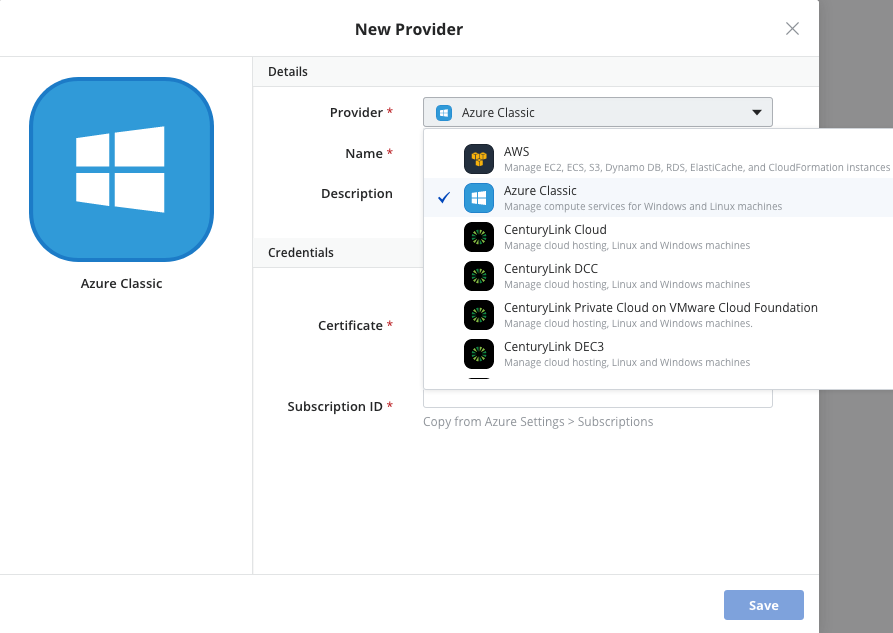 New Provider
Details
Provider *
Azure Classic
Name *
Description
AWS
Manage EC2, ECS, S3, Dynamo DB, RDS, ElastiCache, and CloudFormation instances
Azure Classic
Manage compute services for Windows and Linux machines
CenturyLink Cloud
Manage cloud hosting, Linux and Windows machines
CenturyLink DCC
Manage cloud hosting, Linux and Windows machines
CenturyLink Private Cloud on VMware Cloud Foundation
Manage cloud hosting, Linux and Windows machines.
CenturyLink DEC3
Manage cloud hosting, Linux and Windows machines
Azure Classic
Credentials
Certificate *
Subscription ID *
Copy from Azure Settings > Subscriptions
Save